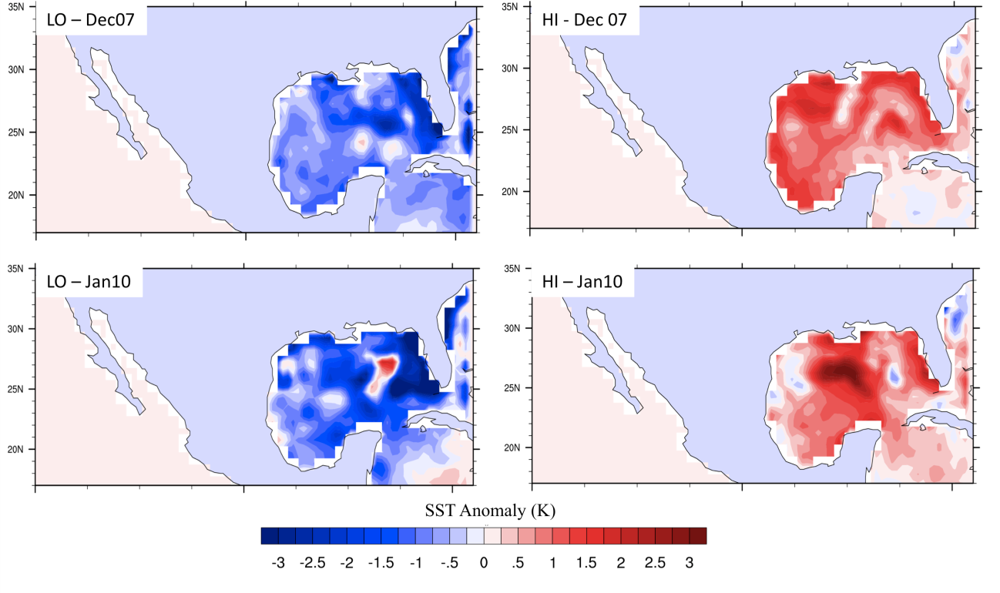 35N
LO – Dec07
30N
25N
20N
35N
HI - Dec 07
30N
25N
20N
35N
LO – Jan10
30N
25N
20N
35N
HI – Jan10
30N
25N
20N
SST Anomaly (K)
-3 -2.5 -2 -1.5 -1 -.5 0 .5 1 1.5 2 2.5 3